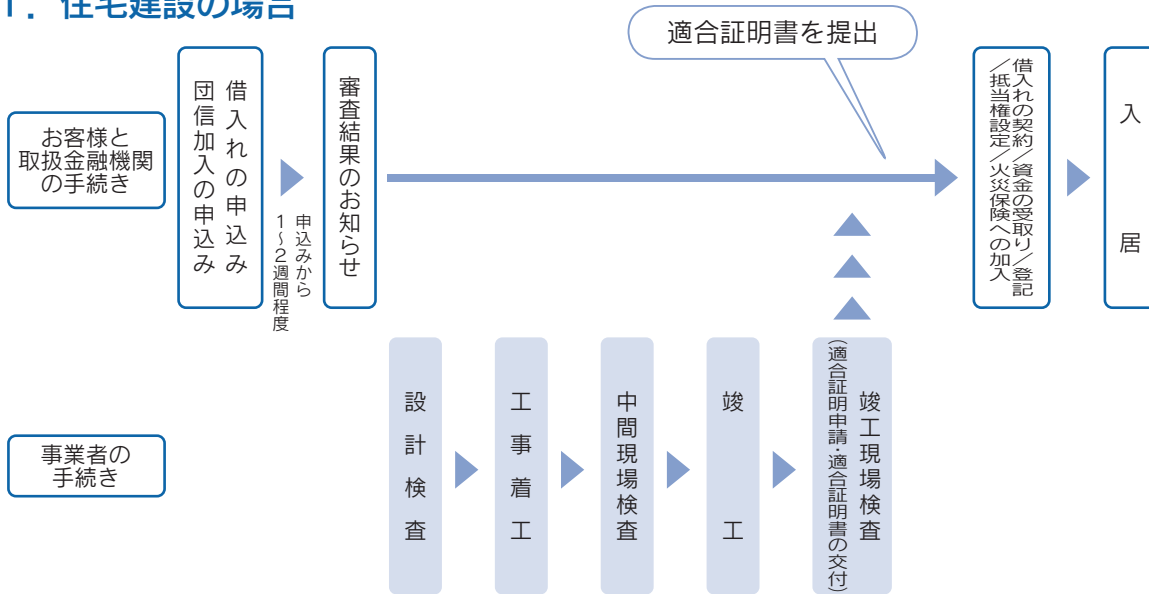 1．住宅建設の場合
適合証明書を提出
お客様と
取扱金融機関
の手続き
借入れの申込み
団信加入の申込み
申込みから
1～2週間程度
審査結果のお知らせ
借入れの契約／資金の受取り／登記
／抵当権設定／火災保険への加入
入居
事業者の
手続き
設計検査
工事着工
中間現場検査
竣工
竣工現場検査
（適合証明申請・適合証明書の交付）